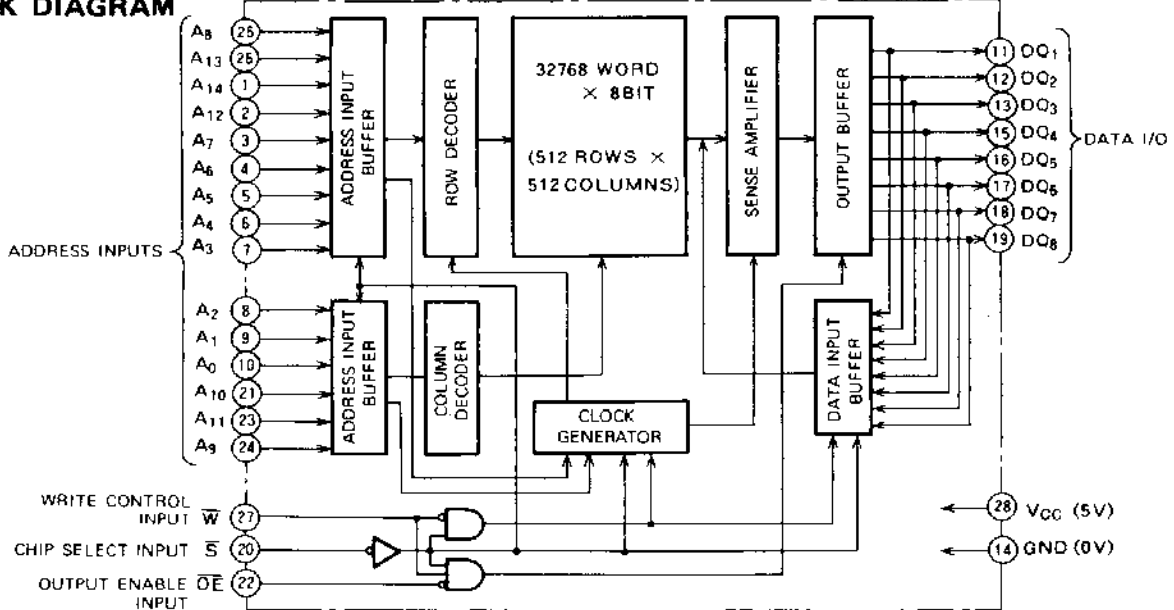 K DIAGRAM
A8 25
A13 26
A14 1
A12 2
A7 3
A6 4
A5 5
A4 6
A3 7
ADDRESS INPUTS
A2 8
A1 9
A0 10
A10 21
A11 23
A9 24
ADDRESS INPUT
BUFFER
ROW DECODER
32768 WORD
× 8BIT
(512 ROWS ×
512 COLUMNS)
SENSE AMPLIFIER
OUTPUT BUFFER
11 DQ1
12 DQ2
13 DQ3
15 DQ4
16 DQ5
17 DQ6
18 DQ7
19 DQ8
DATA I/O
ADDRESS INPUT
BUFFER
COLUMN
DECODER
CLOCK
GENERATOR
DATA INPUT
BUFFER
WRITE CONTROL
INPUT W̅ 27
CHIP SELECT INPUT S̅ 20
OUTPUT ENABLE O̅E̅ 22
INPUT
28 VCC (5V)
14 GND (0V)